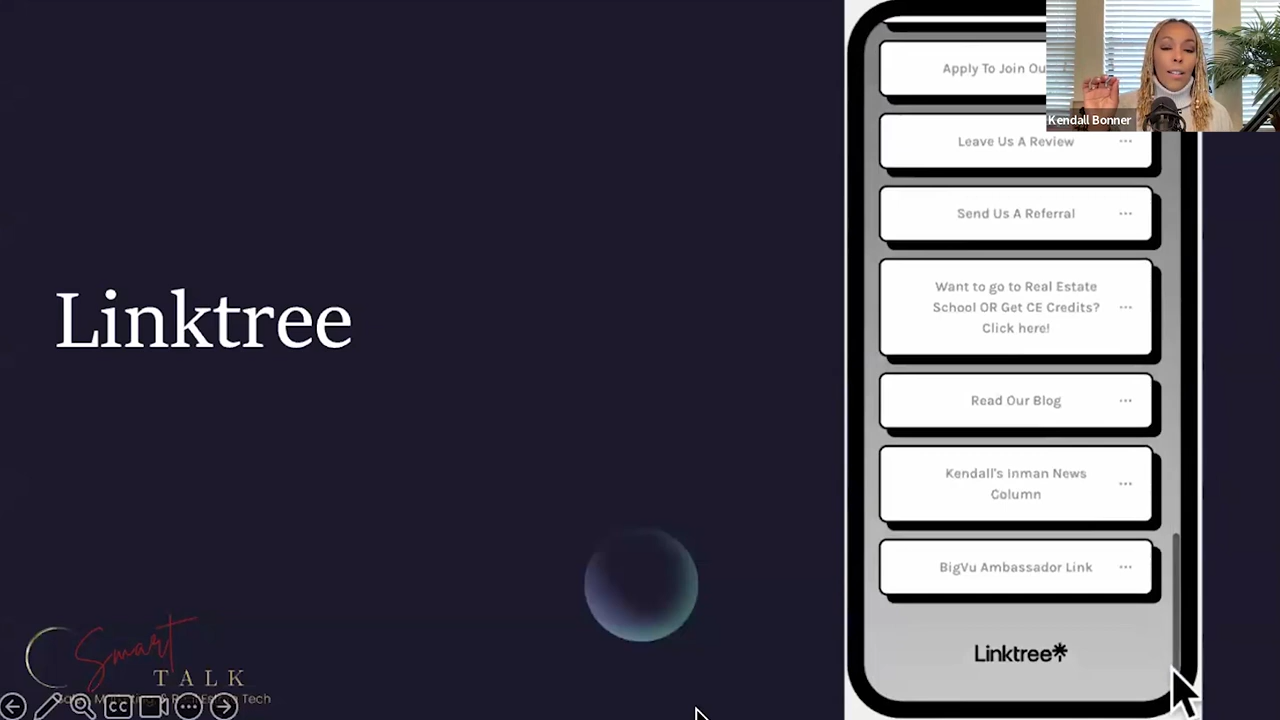 Linktree
Apply To Join Ou
Leave Us A Review
Send Us A Referral
Want to go to Real Estate
School OR Get CE Credits?
Click here!
Read Our Blog
Kendall's Inman News
Column
BigVu Ambassador Link
Linktree
Kendall Bonner
Smart
TALK
Tech
CC